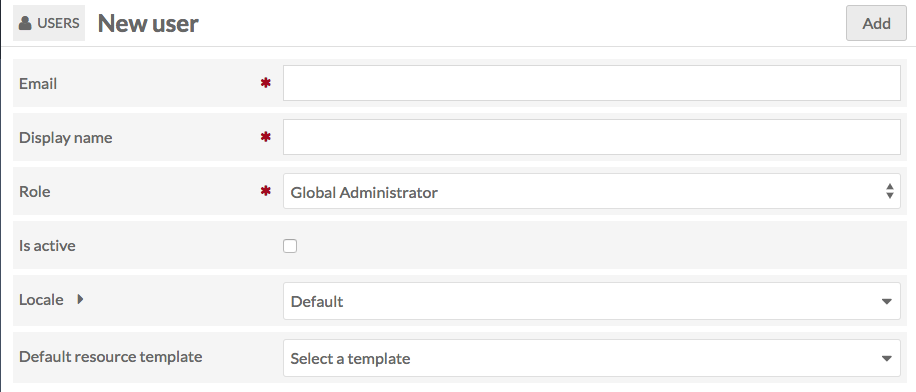 USERS New user Add
Email *
Display name *
Role * Global Administrator
Is active
Locale Default
Default resource template Select a template